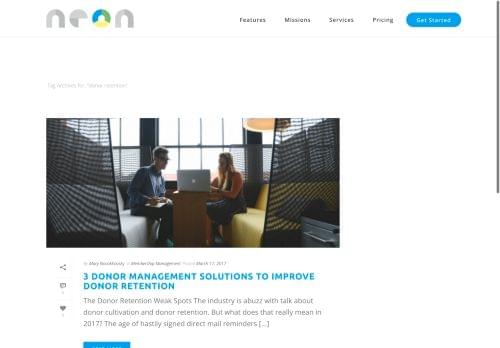 neon
Features Missions Services Pricing Get Started
Tag Archives for: "donor retention"
by Mary in Membership Management Posted March 17, 2017
3 DONOR MANAGEMENT SOLUTIONS TO IMPROVE
DONOR RETENTION
The Donor Retention Weak Spots The industry is abuzz with talk about
donor cultivation and donor retention. But what does that really mean in
2017? The age of hastily signed direct mail reminders [...]